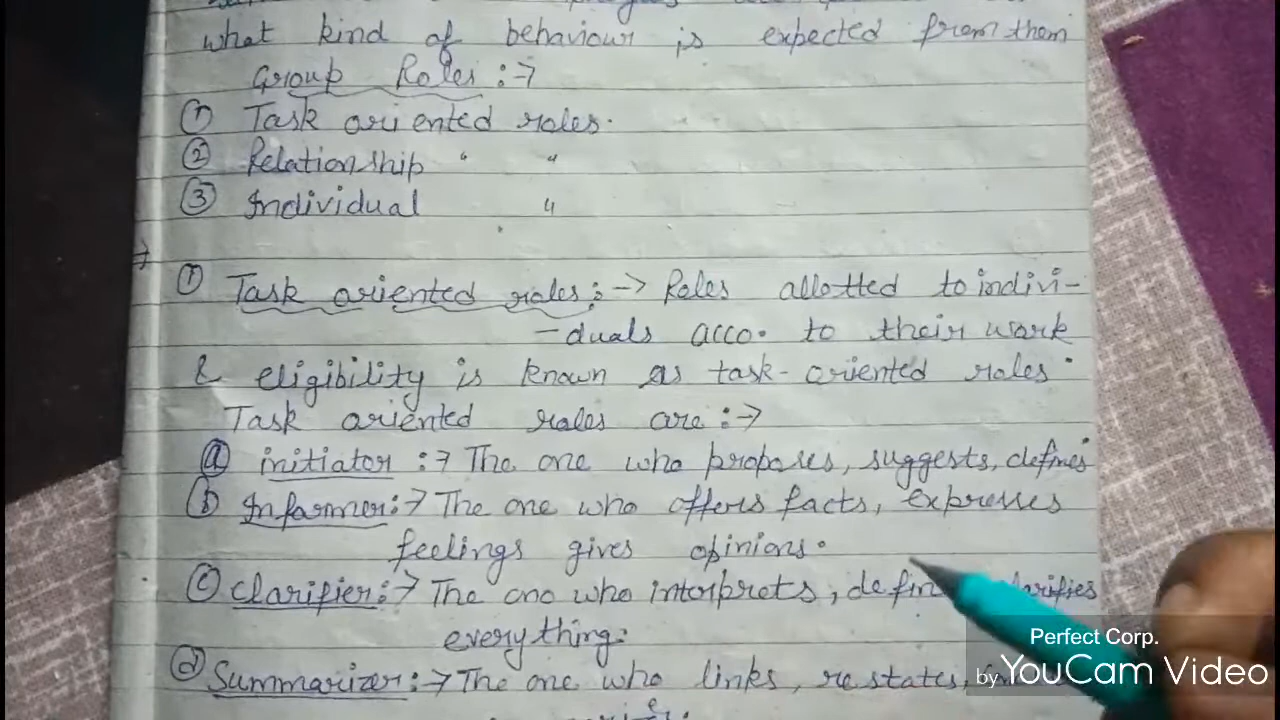 what kind of behaviour is expected from them
Group Roles :→
① Task oriented roles.
② Relationship " "
③ Individual "
⇒
① Task oriented roles :→ Roles allotted to indivi-
-duals acco. to their work
& eligibility is known as task-oriented roles.
Task oriented roles are :→
ⓐ initiator :→ The one who proposes, suggests, defines
ⓑ Informer :→ The one who offers facts, expresses
feelings gives opinions.
ⓒ Clarifier :→ The one who interprets, defin clarifies
everything.
ⓓ Summarizer :→ The one who links, restates,
Perfect Corp.
by YouCam Video